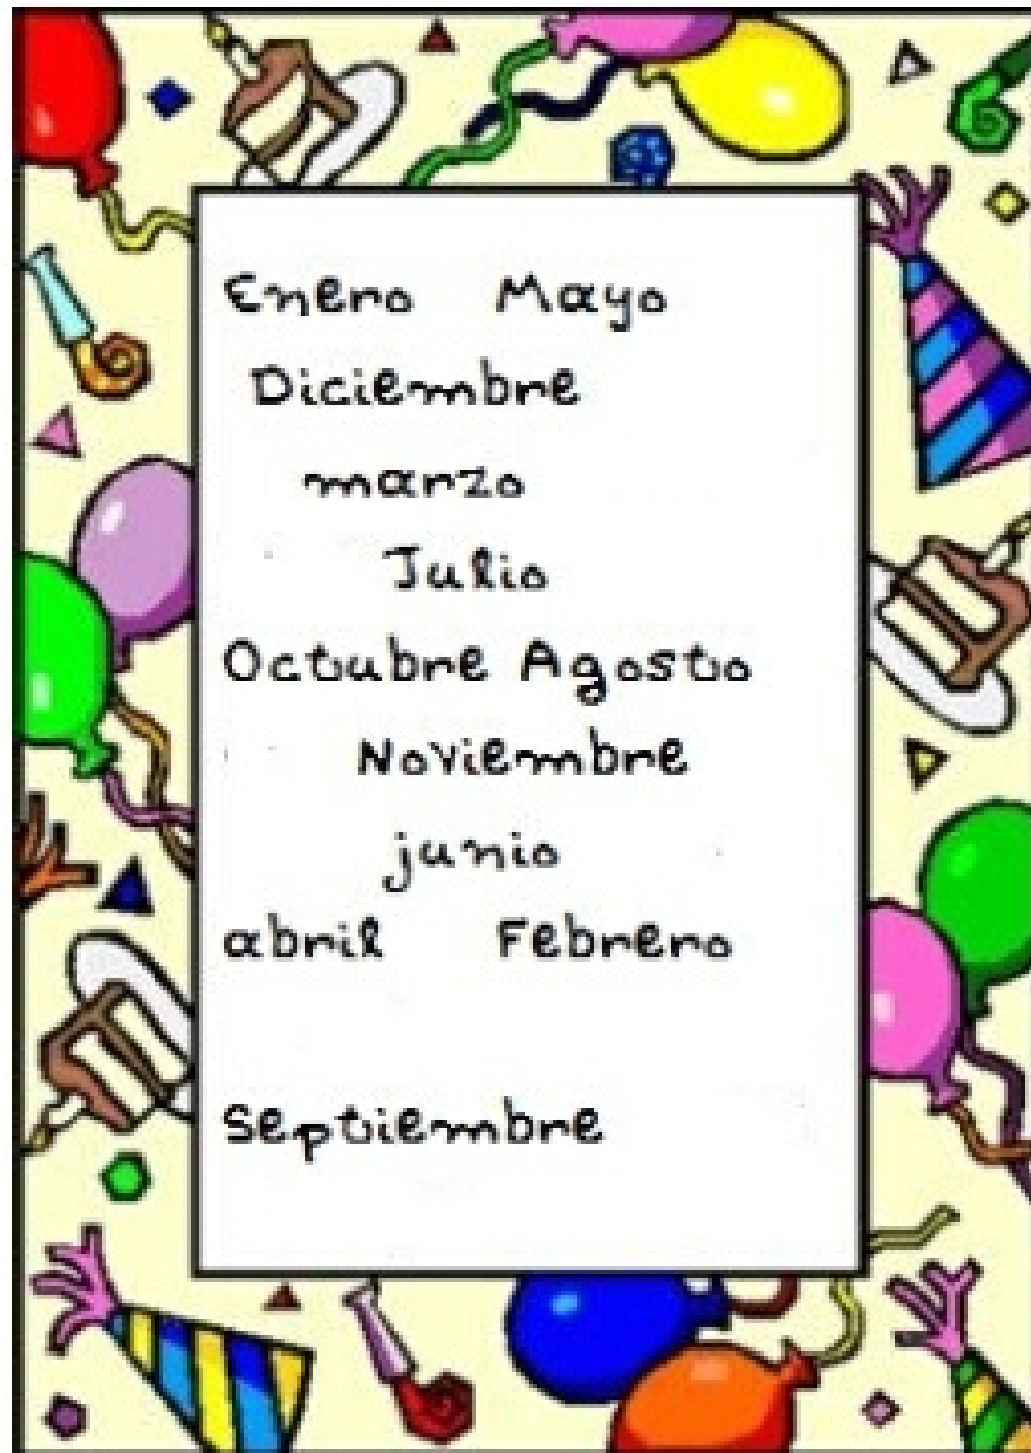 Enero Mayo
Diciembre
marzo
Julio
Octubre Agosto
Noviembre
junio
abril Febrero
Septiembre